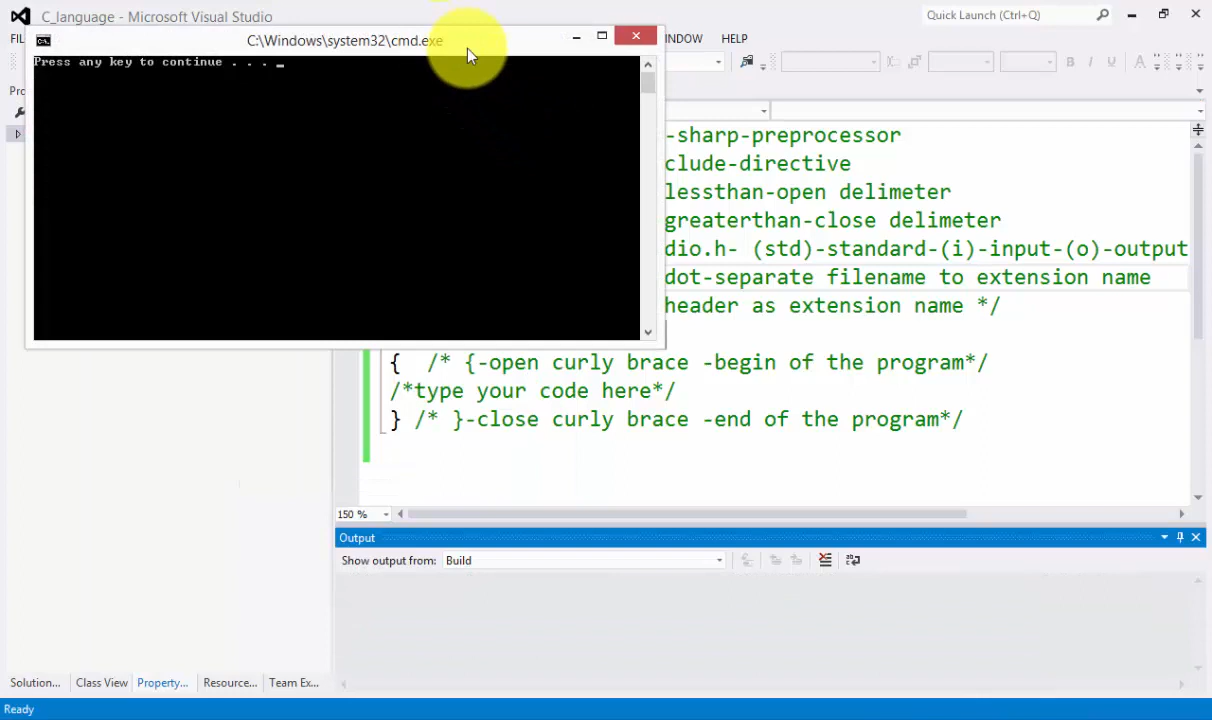 C_language - Microsoft Visual Studio
Quick Launch (Ctrl+Q)
C:\Windows\system32\cmd.exe
HELP
Press any key to continue . . . _
B I U A
-sharp-preprocessor
clude-directive
lessthan-open delimeter
greaterthan-close delimeter
dio.h- (std)-standard-(i)-input-(o)-output
dot-separate filename to extension name
header as extension name */
{ /* {-open curly brace -begin of the program*/
/*type your code here*/
} /* }-close curly brace -end of the program*/
150 %
Output
Show output from: Build
Solution... Class View Property... Resource... Team Ex...
Ready